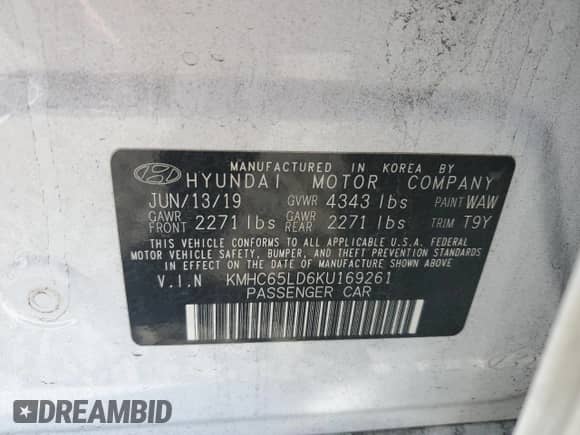 MANUFACTURED IN KOREA BY
HYUNDAI MOTOR COMPANY
JUN/13/19 GVWR 4343 lbs PAINT WAW
GAWR FRONT 2271 lbs GAWR REAR 2271 lbs TRIM T9Y
THIS VEHICLE CONFORMS TO ALL APPLICABLE U.S.A. FEDERAL
MOTOR VEHICLE SAFETY, BUMPER, AND THEFT PREVENTION STANDARDS
IN EFFECT ON THE DATE OF MANUFACTURE SHOWN ABOVE.
V.I.N KMHC65LD6KU169261
PASSENGER CAR
DREAMBID